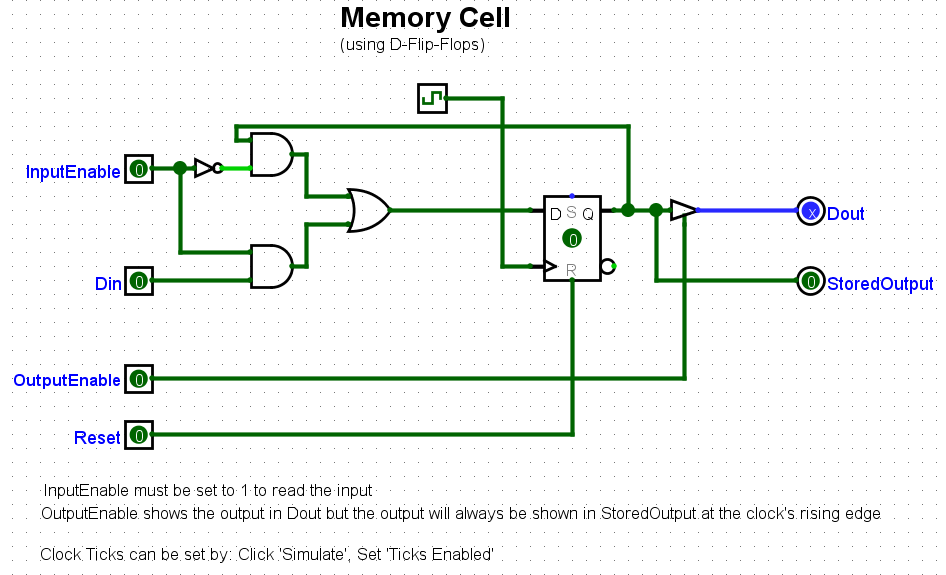 Memory Cell
(using D-Flip-Flops)
InputEnable 0
D S Q
0
R
x Dout
Din 0
0 StoredOutput
OutputEnable 0
Reset 0
InputEnable must be set to 1 to read the input
OutputEnable shows the output in Dout but the output will always be shown in StoredOutput at the clock's rising edge
Clock Ticks can be set by: Click 'Simulate', Set 'Ticks Enabled'